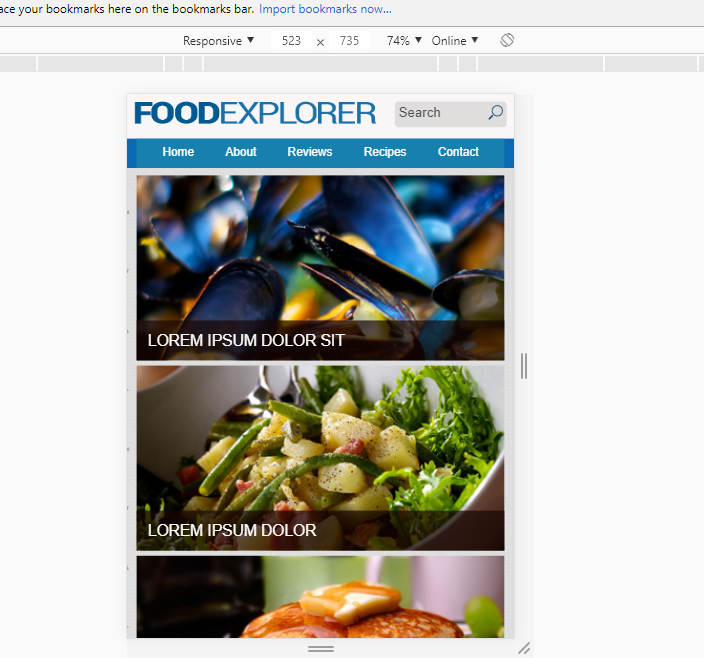 ace your bookmarks here on the bookmarks bar. Import bookmarks now...
Responsive ▼ 523 × 735 74% ▼ Online ▼
FOODEXPLORER Search
Home About Reviews Recipes Contact
LOREM IPSUM DOLOR SIT
LOREM IPSUM DOLOR